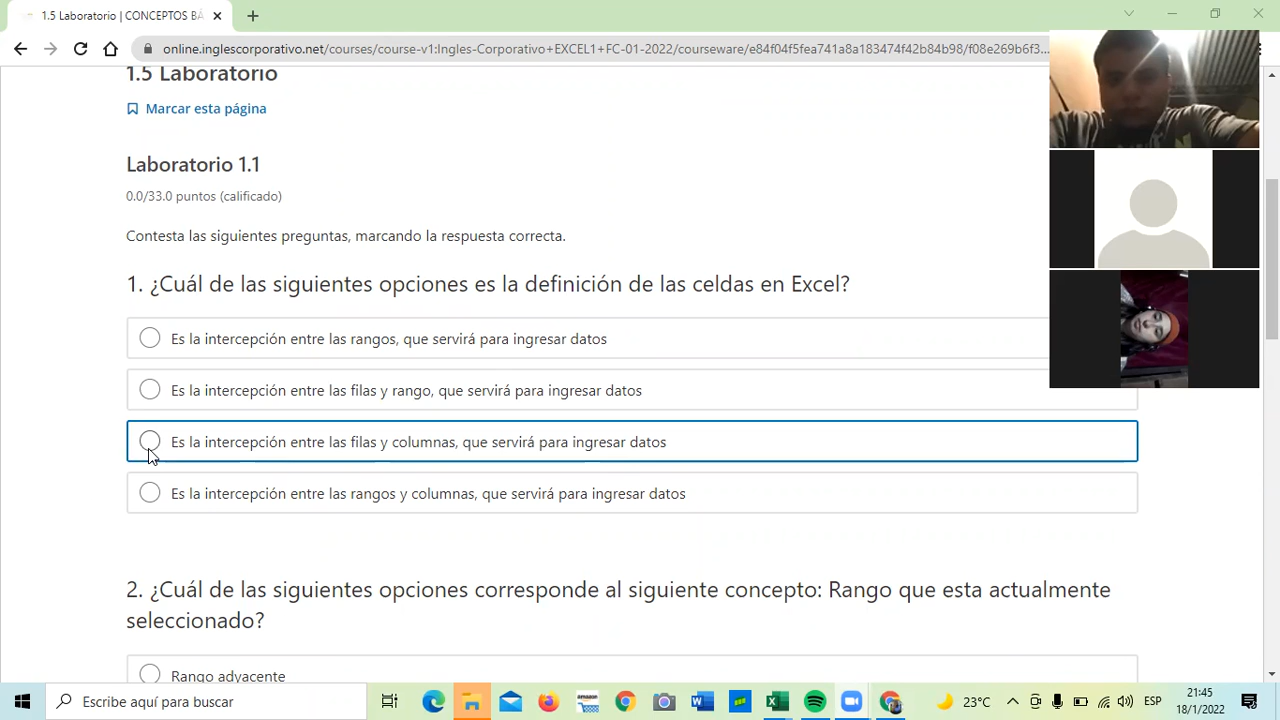 1.5 Laboratorio | CONCEPTOS BÁ
online.inglescorporativo.net/courses/course-v1:Ingles-Corporativo+EXCEL1+FC-01-2022/courseware/e84f04f5fea741a8a183474f42b84b98/f08e269b6f3...
1.5 Laboratorio
Marcar esta página
Laboratorio 1.1
0.0/33.0 puntos (calificado)
Contesta las siguientes preguntas, marcando la respuesta correcta.
1. ¿Cuál de las siguientes opciones es la definición de las celdas en Excel?
Es la intercepción entre las rangos, que servirá para ingresar datos
Es la intercepción entre las filas y rango, que servirá para ingresar datos
Es la intercepción entre las filas y columnas, que servirá para ingresar datos
Es la intercepción entre las rangos y columnas, que servirá para ingresar datos
2. ¿Cuál de las siguientes opciones corresponde al siguiente concepto: Rango que esta actualmente
seleccionado?
Rango adyacente
Escribe aquí para buscar
amazon
23°C
ESP
21:45
18/1/2022